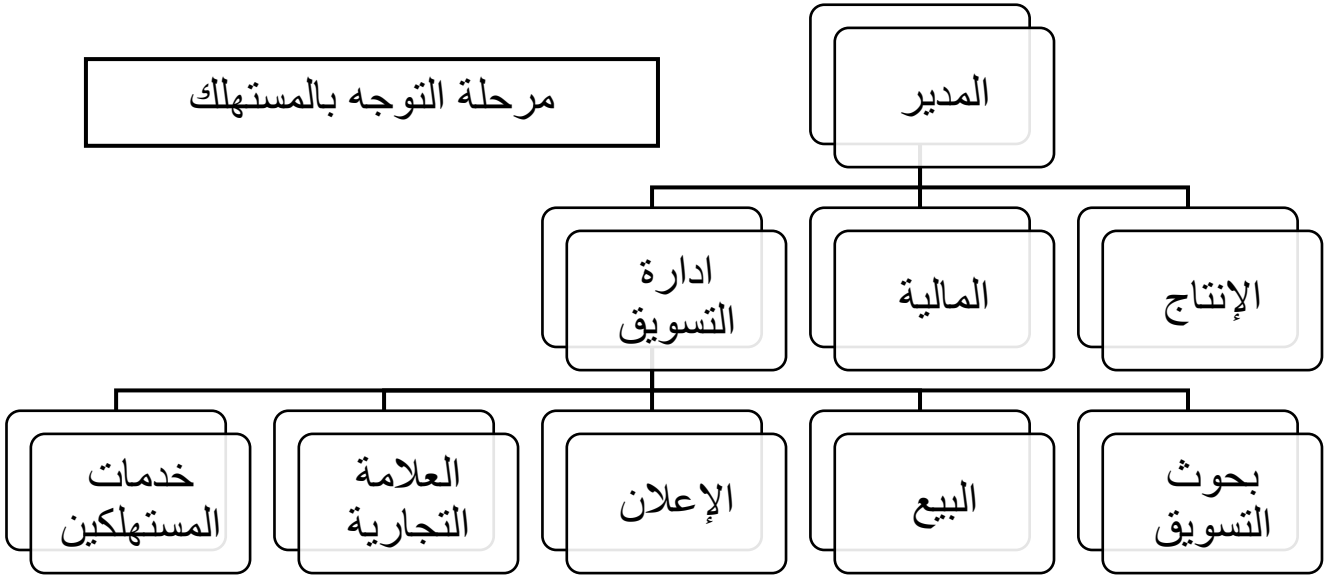 المدير
مرحلة التوجه بالمستهلك
الإنتاج
المالية
ادارة
التسويق
بحوث
التسويق
البيع
الإعلان
العلامة
التجارية
خدمات
المستهلكين